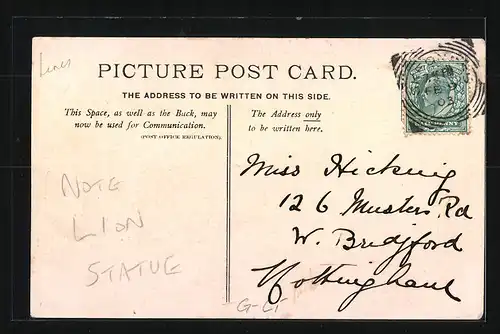 Lines
PICTURE POST CARD.
THE ADDRESS TO BE WRITTEN ON THIS SIDE.
This Space, as well as the Back, may
now be used for Communication.
(POST OFFICE REGULATION).
The Address only
to be written here.
Miss Hicking
126 Musters Rd
W. Bridgford
Nottingham
NOTE
LION
STATUE